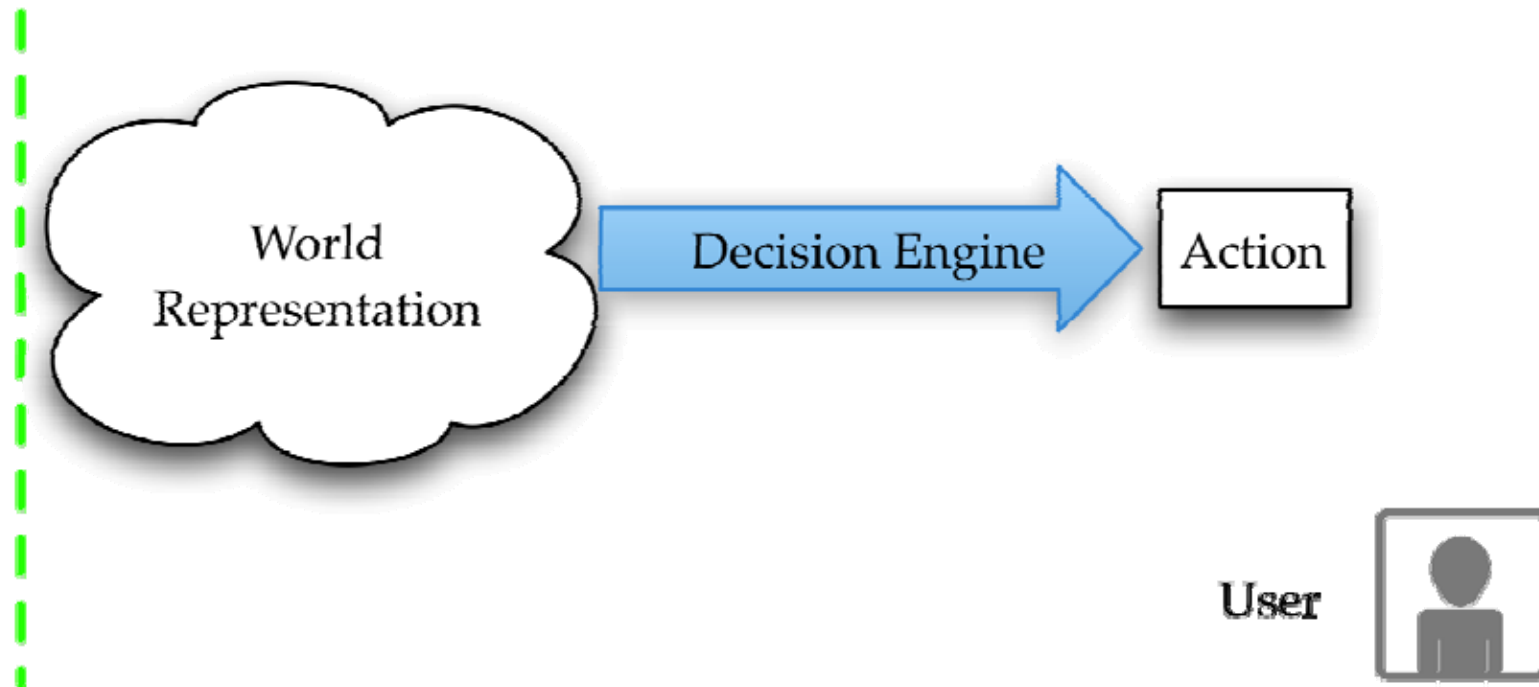 World
Representation
Decision Engine
Action
User